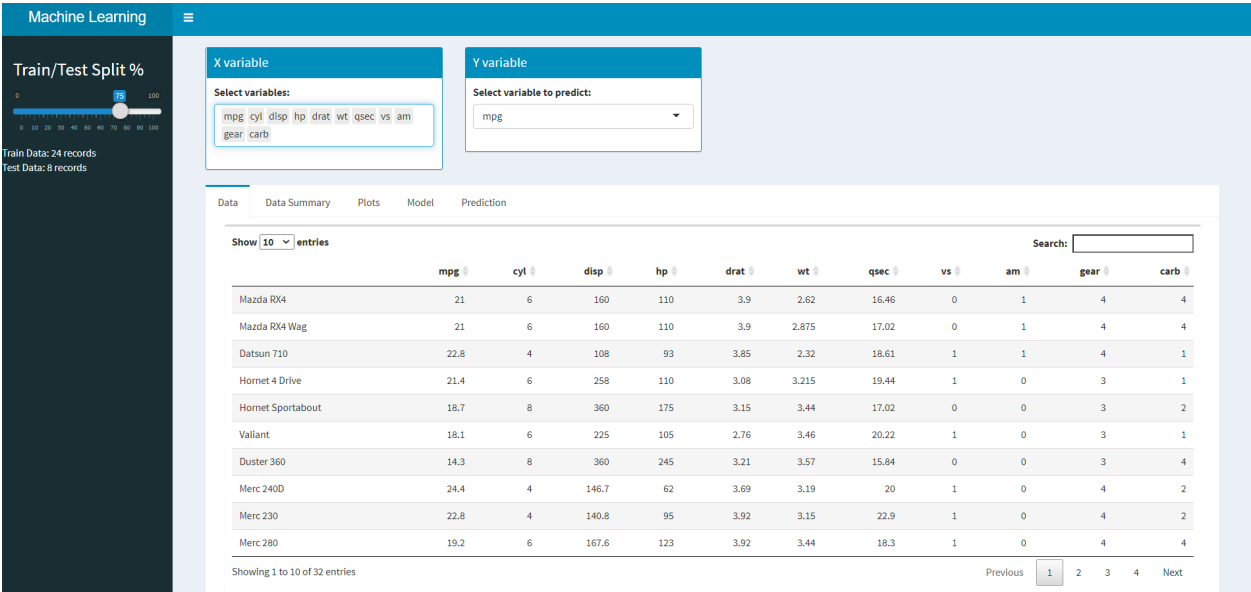 Machine Learning
Train/Test Split %
0 75 100
0 10 20 30 40 50 60 70 80 90 100
Train Data: 24 records
Test Data: 8 records
X variable
Select variables:
mpg cyl disp hp drat wt qsec vs am
gear carb
Y variable
Select variable to predict:
mpg
Data Data Summary Plots Model Prediction
Show 10 entries Search:
mpg cyl disp hp drat wt qsec vs am gear carb
Mazda RX4 21 6 160 110 3.9 2.62 16.46 0 1 4 4
Mazda RX4 Wag 21 6 160 110 3.9 2.875 17.02 0 1 4 4
Datsun 710 22.8 4 108 93 3.85 2.32 18.61 1 1 4 1
Hornet 4 Drive 21.4 6 258 110 3.08 3.215 19.44 1 0 3 1
Hornet Sportabout 18.7 8 360 175 3.15 3.44 17.02 0 0 3 2
Valiant 18.1 6 225 105 2.76 3.46 20.22 1 0 3 1
Duster 360 14.3 8 360 245 3.21 3.57 15.84 0 0 3 4
Merc 240D 24.4 4 146.7 62 3.69 3.19 20 1 0 4 2
Merc 230 22.8 4 140.8 95 3.92 3.15 22.9 1 0 4 2
Merc 280 19.2 6 167.6 123 3.92 3.44 18.3 1 0 4 4
Showing 1 to 10 of 32 entries Previous 1 2 3 4 Next